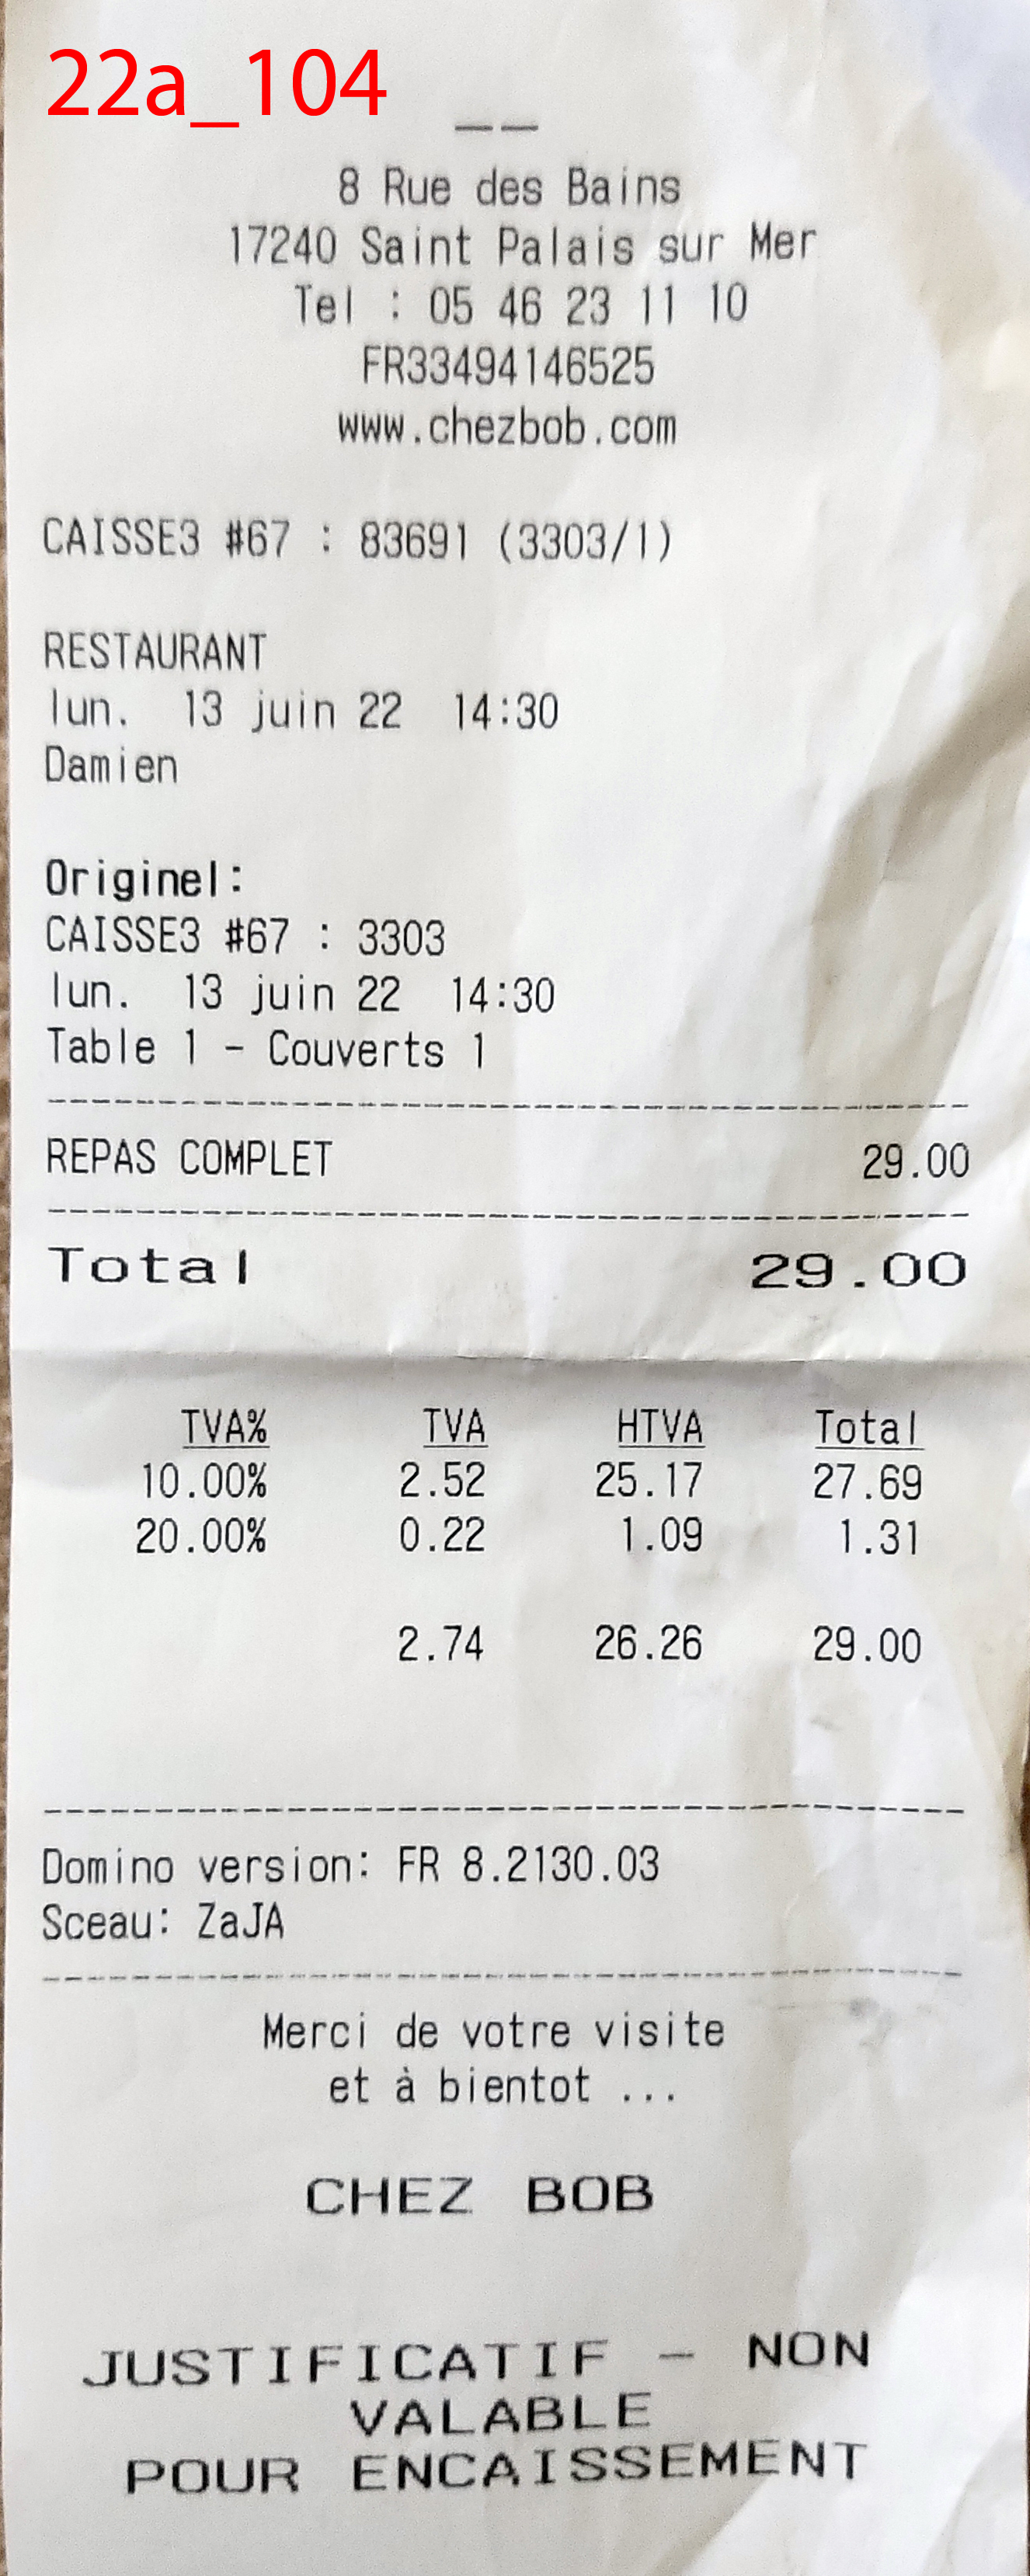 22a_104
8 Rue des Bains
17240 Saint Palais sur Mer
Tel : 05 46 23 11 10
FR33494146525
www.chezbob.com
CAISSE3 #67 : 83691 (3303/1)
RESTAURANT
lun. 13 juin 22 14:30
Damien
Originel:
CAISSE3 #67 : 3303
lun. 13 juin 22 14:30
Table 1 - Couverts 1
REPAS COMPLET 29.00
Total 29.00
TVA% TVA HTVA Total
10.00% 2.52 25.17 27.69
20.00% 0.22 1.09 1.31
2.74 26.26 29.00
Domino version: FR 8.2130.03
Sceau: ZaJA
Merci de votre visite
et à bientot ...
CHEZ BOB
JUSTIFICATIF - NON
VALABLE
POUR ENCAISSEMENT